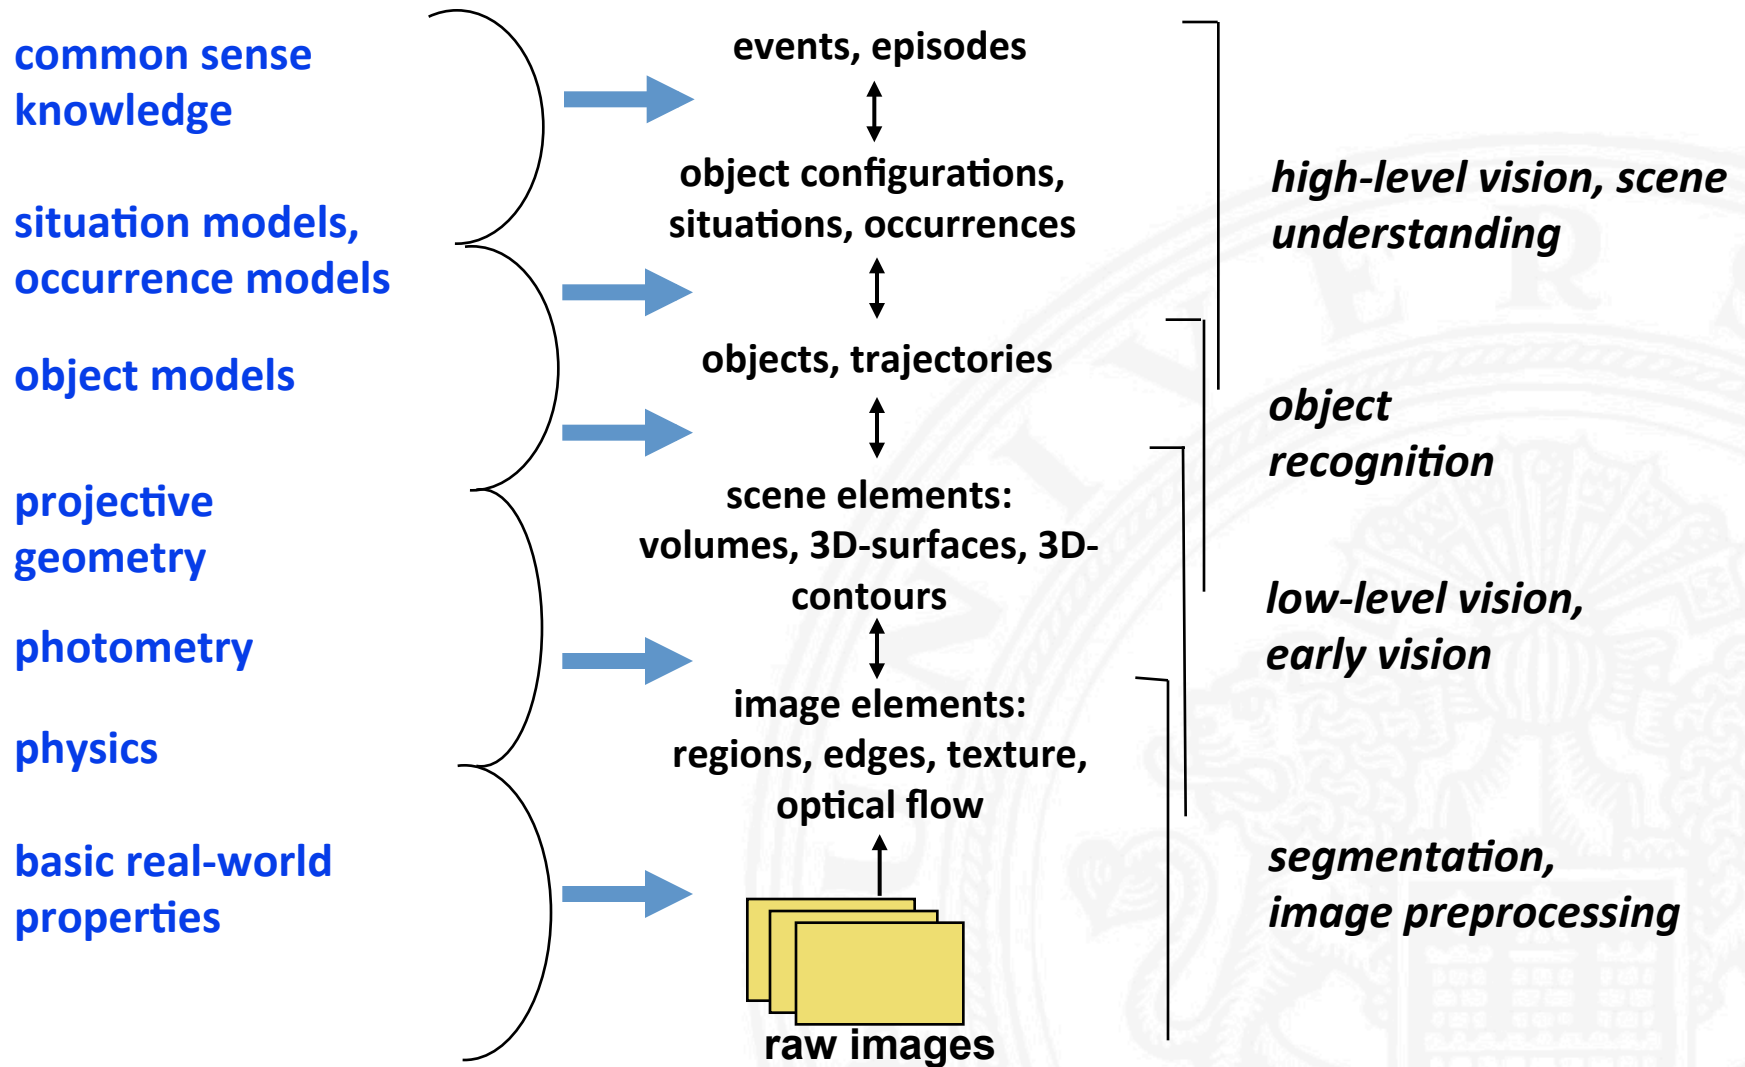 common sense
knowledge
situation models,
occurrence models
object models
projective
geometry
photometry
physics
basic real-world
properties
events, episodes
object configurations,
situations, occurrences
objects, trajectories
scene elements:
volumes, 3D-surfaces, 3D-
contours
image elements:
regions, edges, texture,
optical flow
raw images
high-level vision, scene
understanding
object
recognition
low-level vision,
early vision
segmentation,
image preprocessing